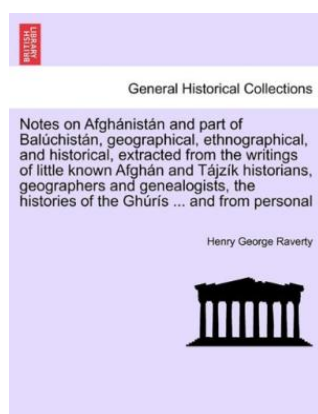 BRITISH
LIBRARY
General Historical Collections
Notes on Afghánistán and part of
Balúchistán, geographical, ethnographical,
and historical, extracted from the writings
of little known Afghán and Tájzík historians,
geographers and genealogists, the
histories of the Ghúrís ... and from personal
Henry George Raverty